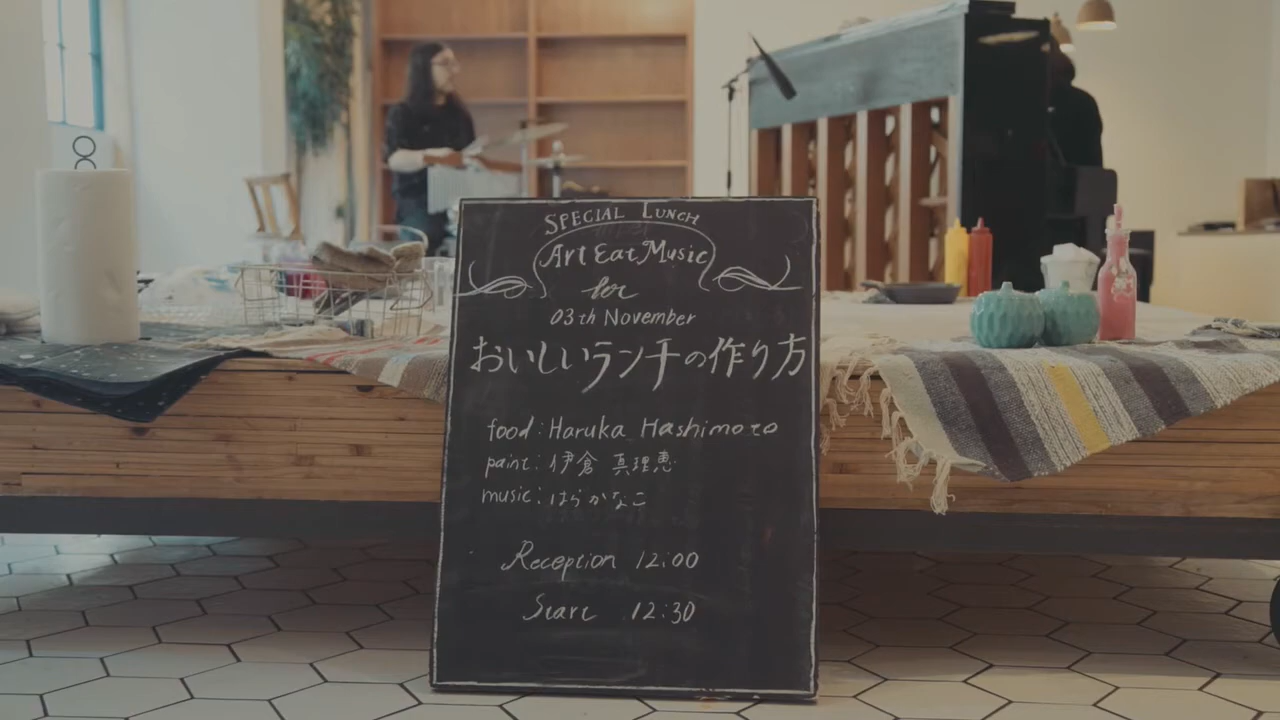 SPECIAL LUNCH
Art Eat Music
for
03th November
おいしいランチの作り方
food: Haruka Hashimoto
paint: 伊倉 真理恵
music: はらかなこ
Reception 12:00
Start 12:30